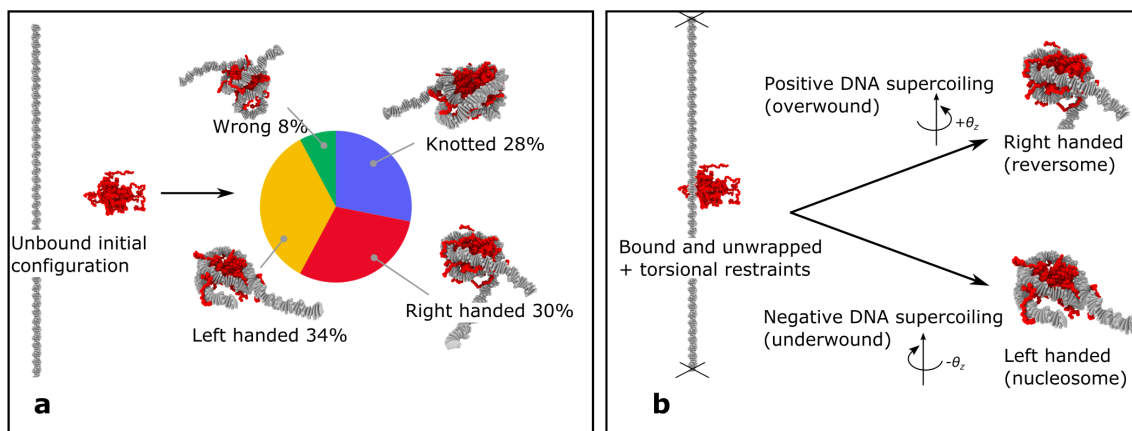 Wrong 8%
Knotted 28%
Unbound initial
configuration
Left handed 34%
Right handed 30%
a
Positive DNA supercoiling
(overwound)
+θz
Right handed
(reversome)
Bound and unwrapped
+ torsional restraints
Negative DNA supercoiling
(underwound)
-θz
Left handed
(nucleosome)
b